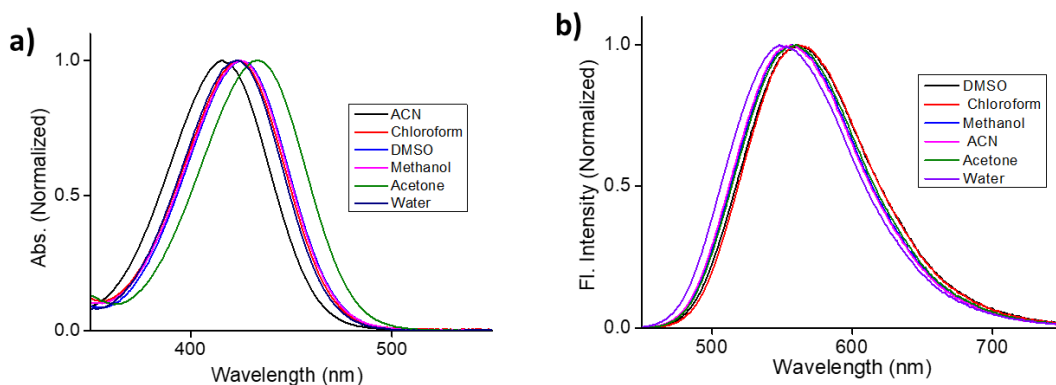 a)
Abs. (Normalized)
1.0
0.5
0.0
400
500
Wavelength (nm)
ACN
Chloroform
DMSO
Methanol
Acetone
Water
b)
Fl. Intensity (Normalized)
1.0
0.5
0.0
500
600
700
Wavelength (nm)
DMSO
Chloroform
Methanol
ACN
Acetone
Water